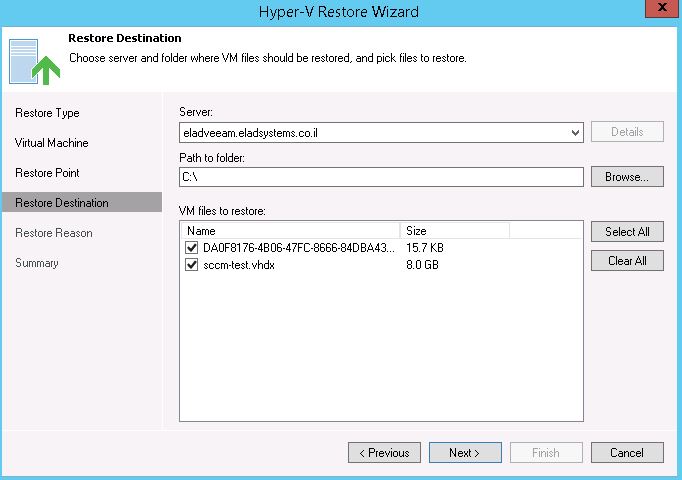 Hyper-V Restore Wizard
x
Restore Destination
Choose server and folder where VM files should be restored, and pick files to restore.
Restore Type
Virtual Machine
Restore Point
Restore Destination
Restore Reason
Summary
Server:
eladveeam.eladsystems.co.il
Details
Path to folder:
C:\
Browse...
VM files to restore:
Name Size
DA0F8176-4B06-47FC-8666-84DBA43... 15.7 KB
sccm-test.vhdx 8.0 GB
Select All
Clear All
< Previous Next > Finish Cancel